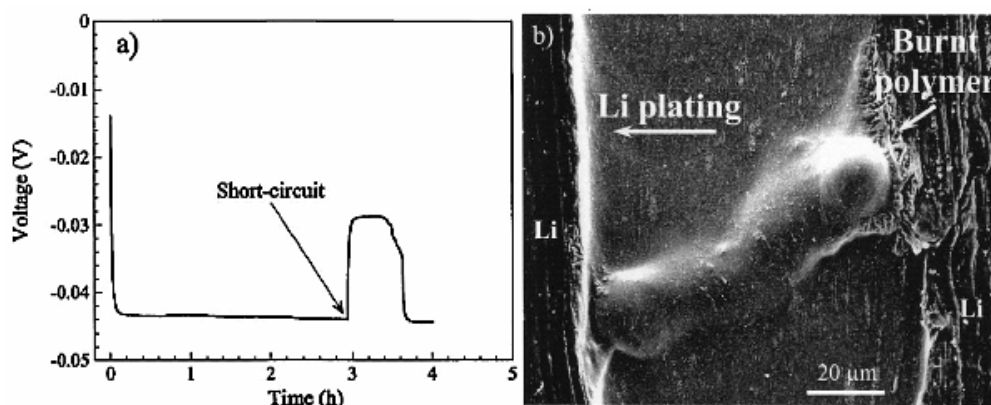 a)
0
-0.01
-0.02
-0.03
-0.04
-0.05
Voltage (V)
Short-circuit
0 1 2 3 4 5
Time (h)
b)
Burnt
polymer
Li plating
Li
Li
20 µm